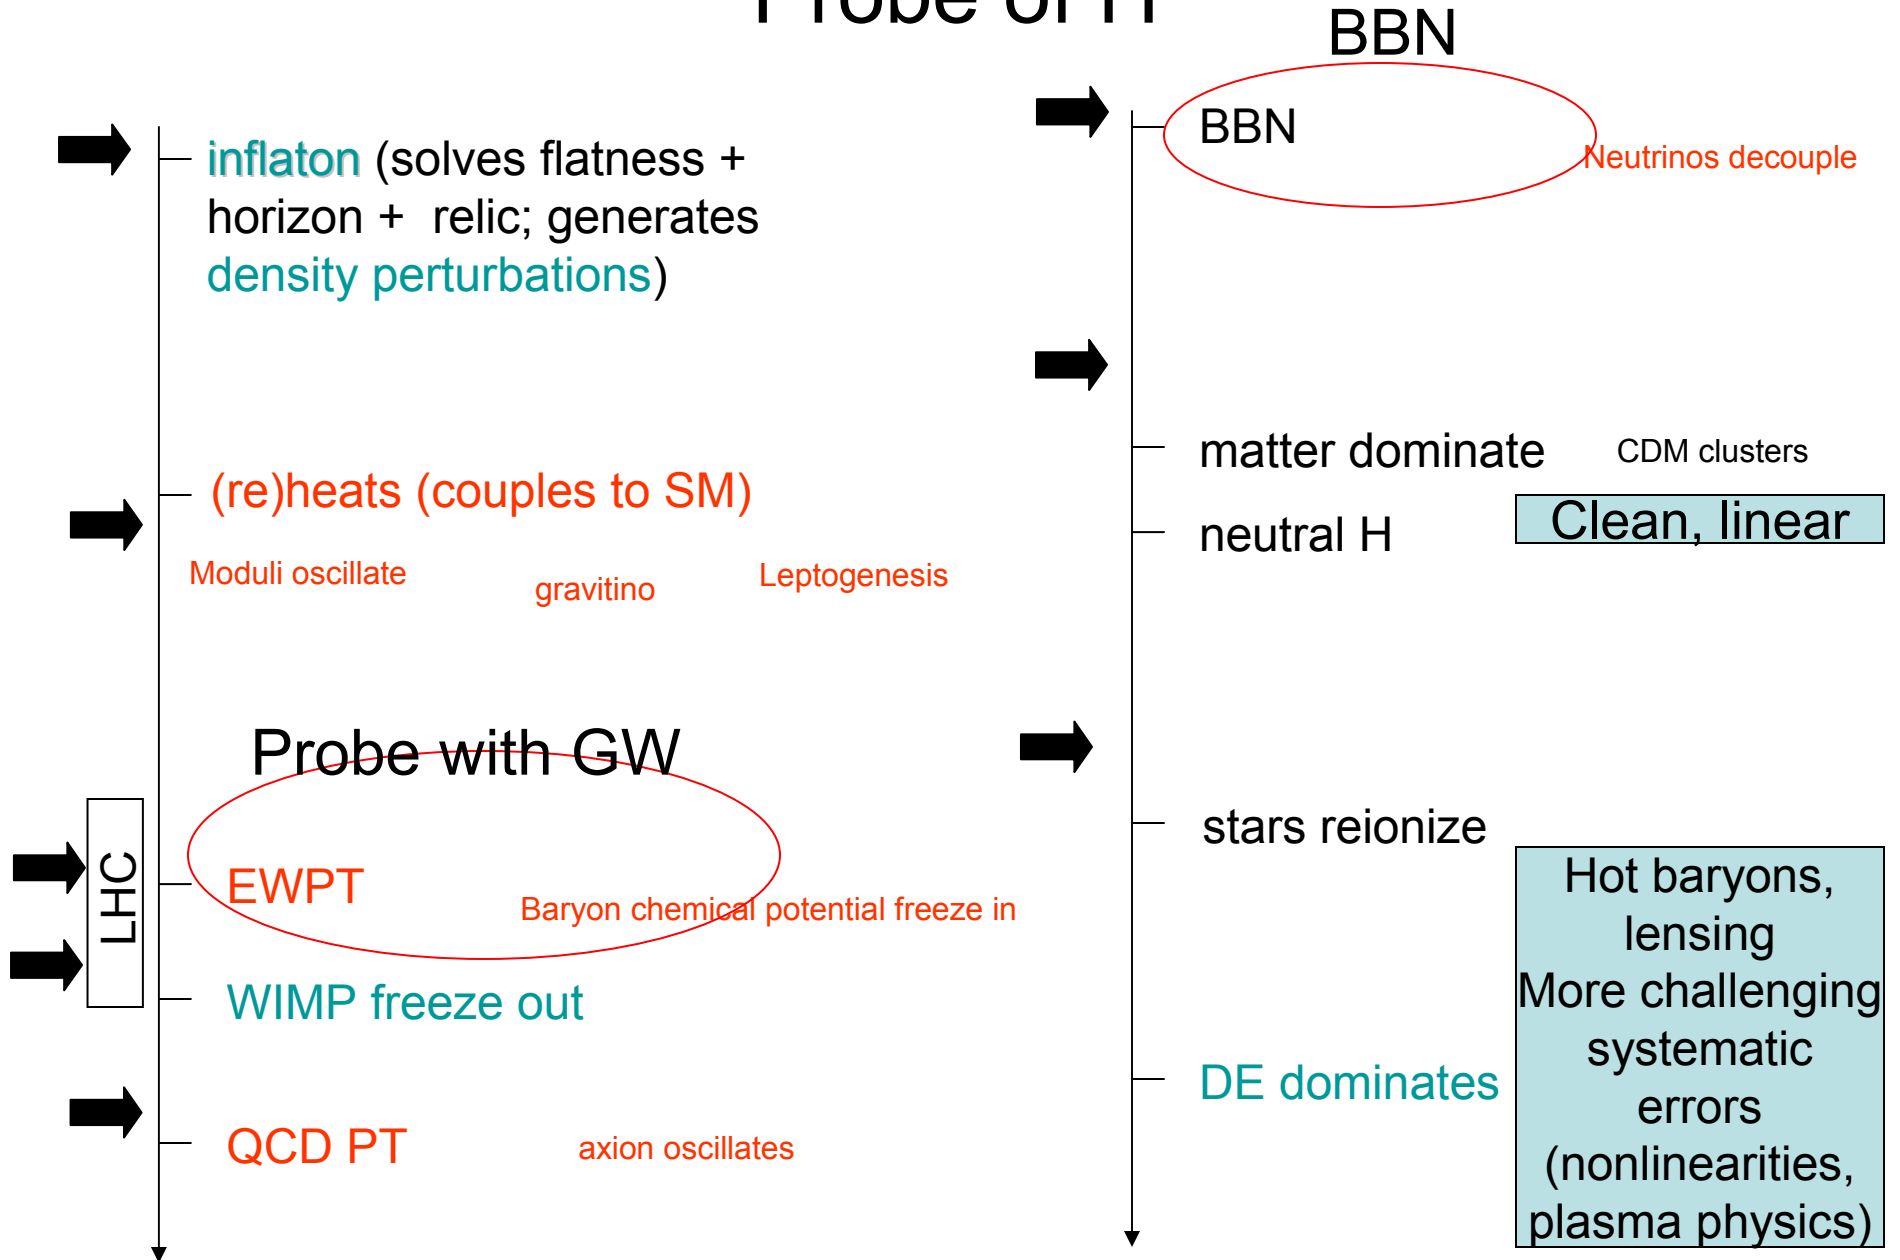 Probe of H
BBN
inflaton (solves flatness +
horizon + relic; generates
density perturbations)
(re)heats (couples to SM)
Moduli oscillate
gravitino
Leptogenesis
Probe with GW
LHC
EWPT
Baryon chemical potential freeze in
WIMP freeze out
QCD PT
axion oscillates
BBN
Neutrinos decouple
matter dominate
CDM clusters
neutral H
Clean, linear
stars reionize
DE dominates
Hot baryons,
lensing
More challenging
systematic
errors
(nonlinearities,
plasma physics)